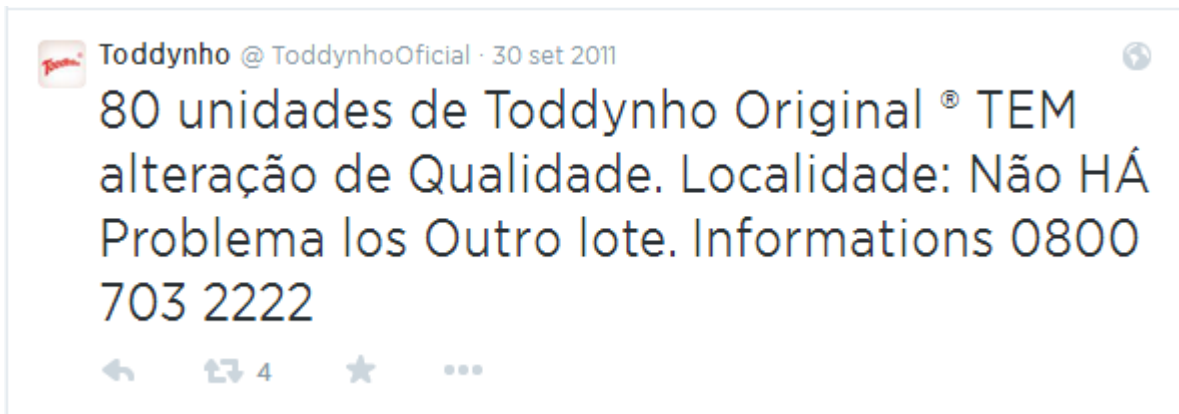 Toddynho @ ToddynhoOficial · 30 set 2011
80 unidades de Toddynho Original ® TEM
alteração de Qualidade. Localidade: Não HÁ
Problema los Outro lote. Informations 0800
703 2222
4